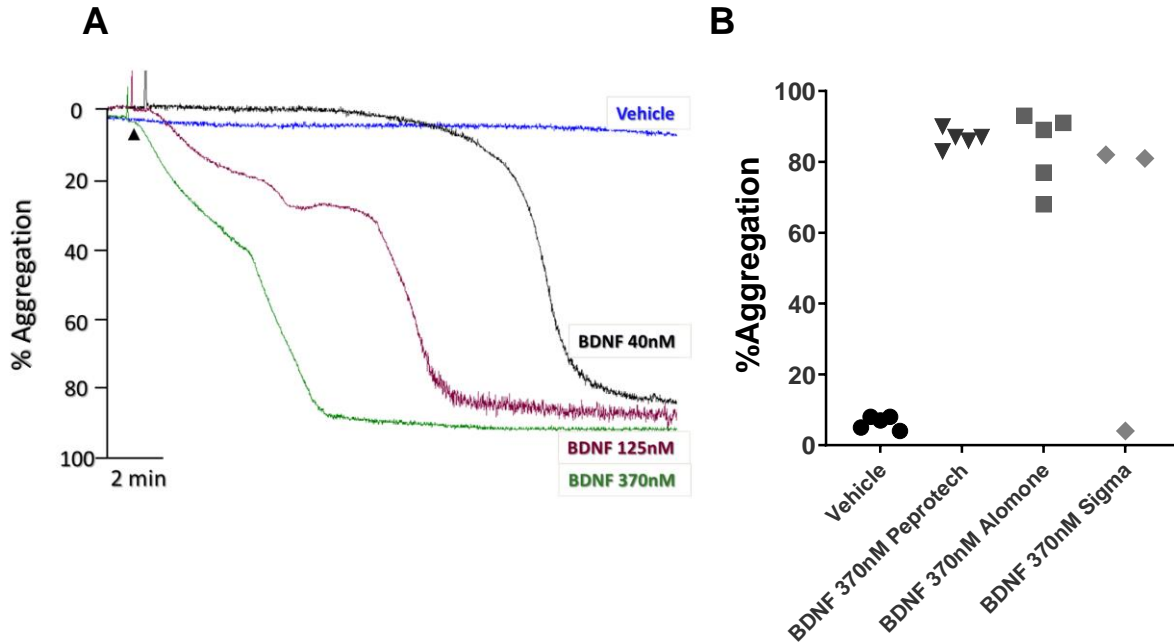 A
B
0
20
40
60
80
100
% Aggregation
2 min
Vehicle
BDNF 40nM
BDNF 125nM
BDNF 370nM
100
80
60
40
20
0
%Aggregation
Vehicle
BDNF 370nM Peprotech
BDNF 370nM Alomone
BDNF 370nM Sigma